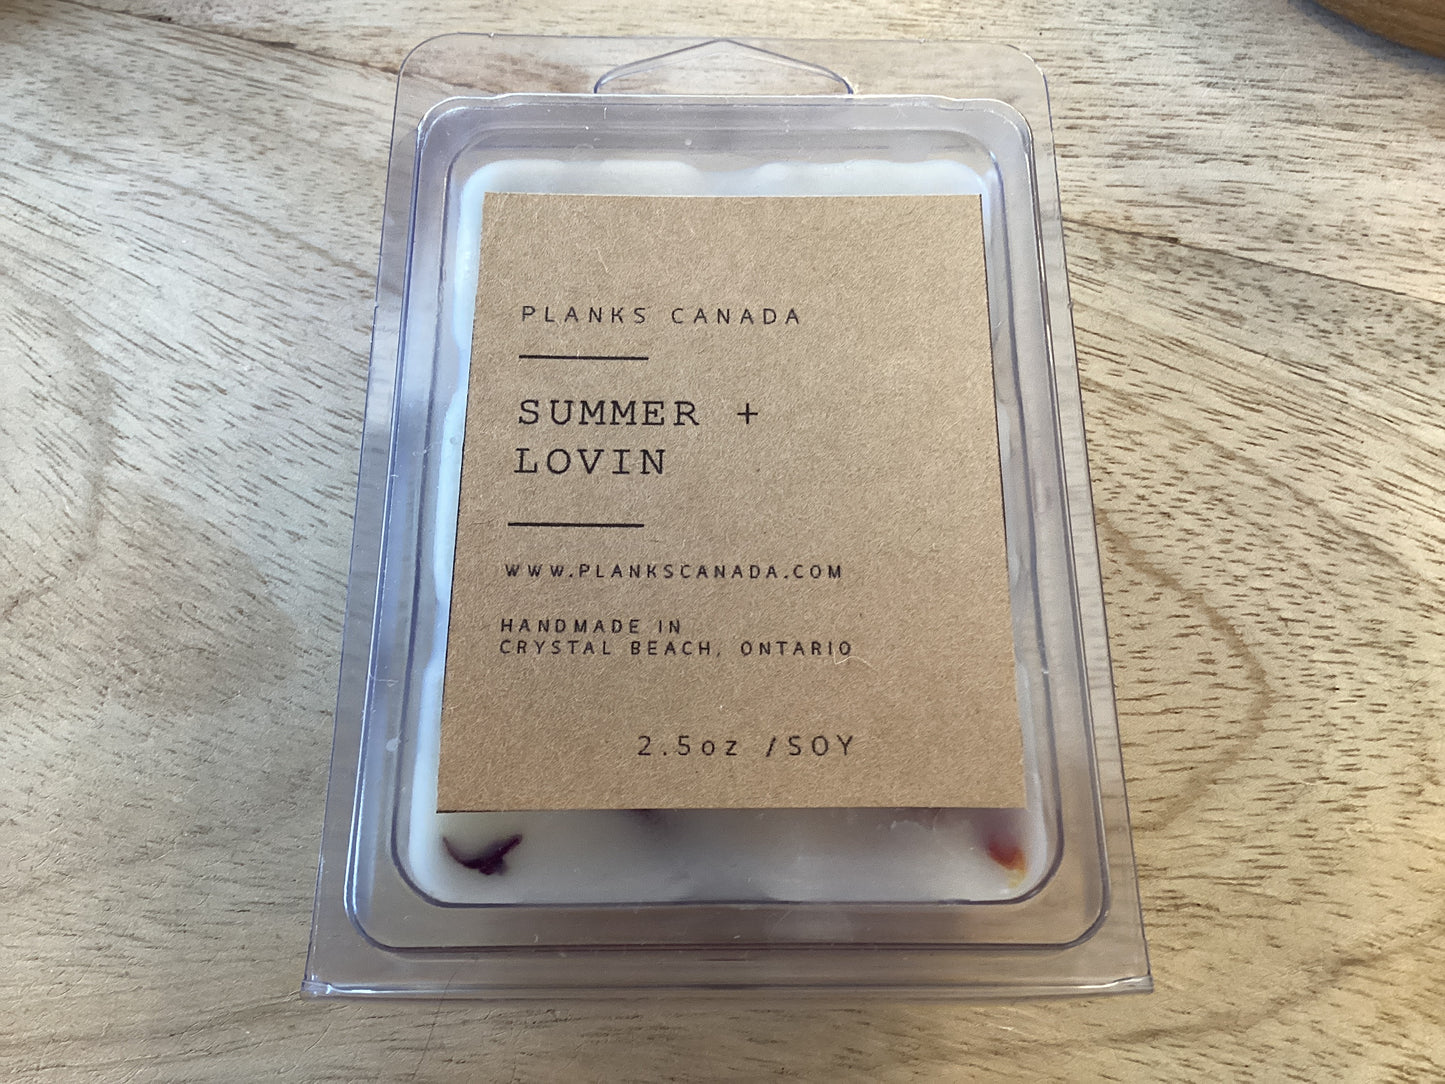 PLANKS CANADA
SUMMER +
LOVIN
WWW.PLANKSCANADA.COM
HANDMADE IN
CRYSTAL BEACH, ONTARIO
2.5oz /SOY